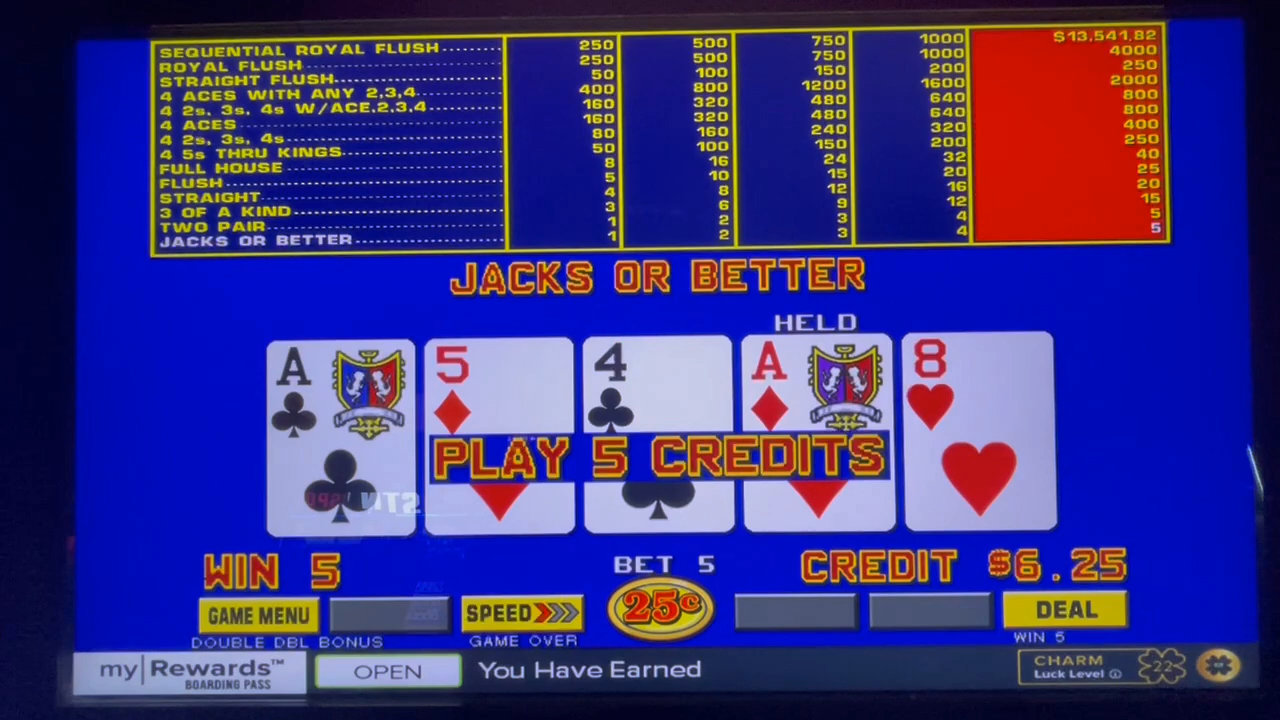 SEQUENTIAL ROYAL FLUSH 250 500 750 1000 $13,541,82
ROYAL FLUSH 250 500 750 1000 4000
STRAIGHT FLUSH 50 100 150 200 250
4 ACES WITH ANY 2,3,4 400 800 1200 1600 2000
4 2s, 3s, 4s W/ACE,2,3,4 160 320 480 640 800
4 ACES 160 320 480 640 800
4 2s, 3s, 4s 80 160 240 320 400
4 5s THRU KINGS 50 100 150 200 250
FULL HOUSE 8 16 24 32 40
FLUSH 5 10 15 20 25
STRAIGHT 4 8 12 16 20
3 OF A KIND 3 6 9 12 15
TWO PAIR 1 2 3 4 5
JACKS OR BETTER 1 2 3 4 5
JACKS OR BETTER
HELD
A 5 4 A 8
PLAY 5 CREDITS
WIN 5 BET 5 CREDIT $6.25
GAME MENU SPEED 25¢ DEAL
DOUBLE DBL BONUS GAME OVER WIN 5
my|Rewards™ OPEN You Have Earned CHARM 22
BOARDING PASS Luck Level